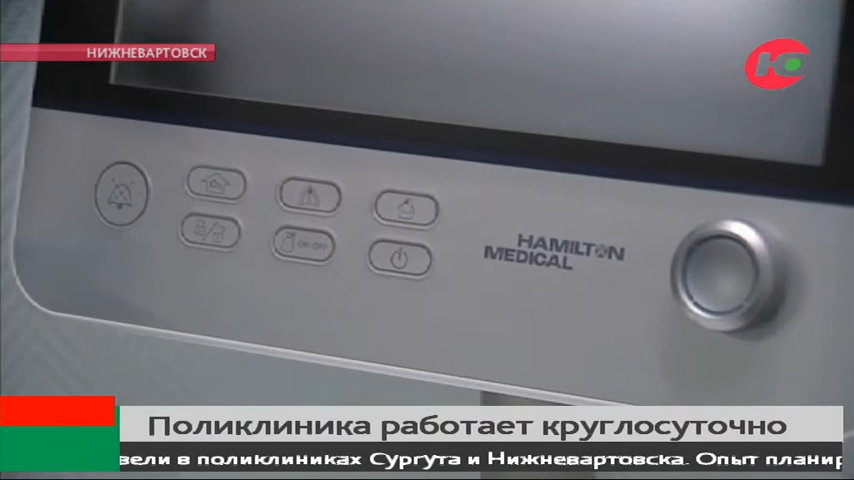 НИЖНЕВАРТОВСК
Ю
HAMILTON
MEDICAL
ON/OFF
Поликлиника работает круглосуточно
вели в поликлиниках Сургута и Нижневартовска. Опыт планир